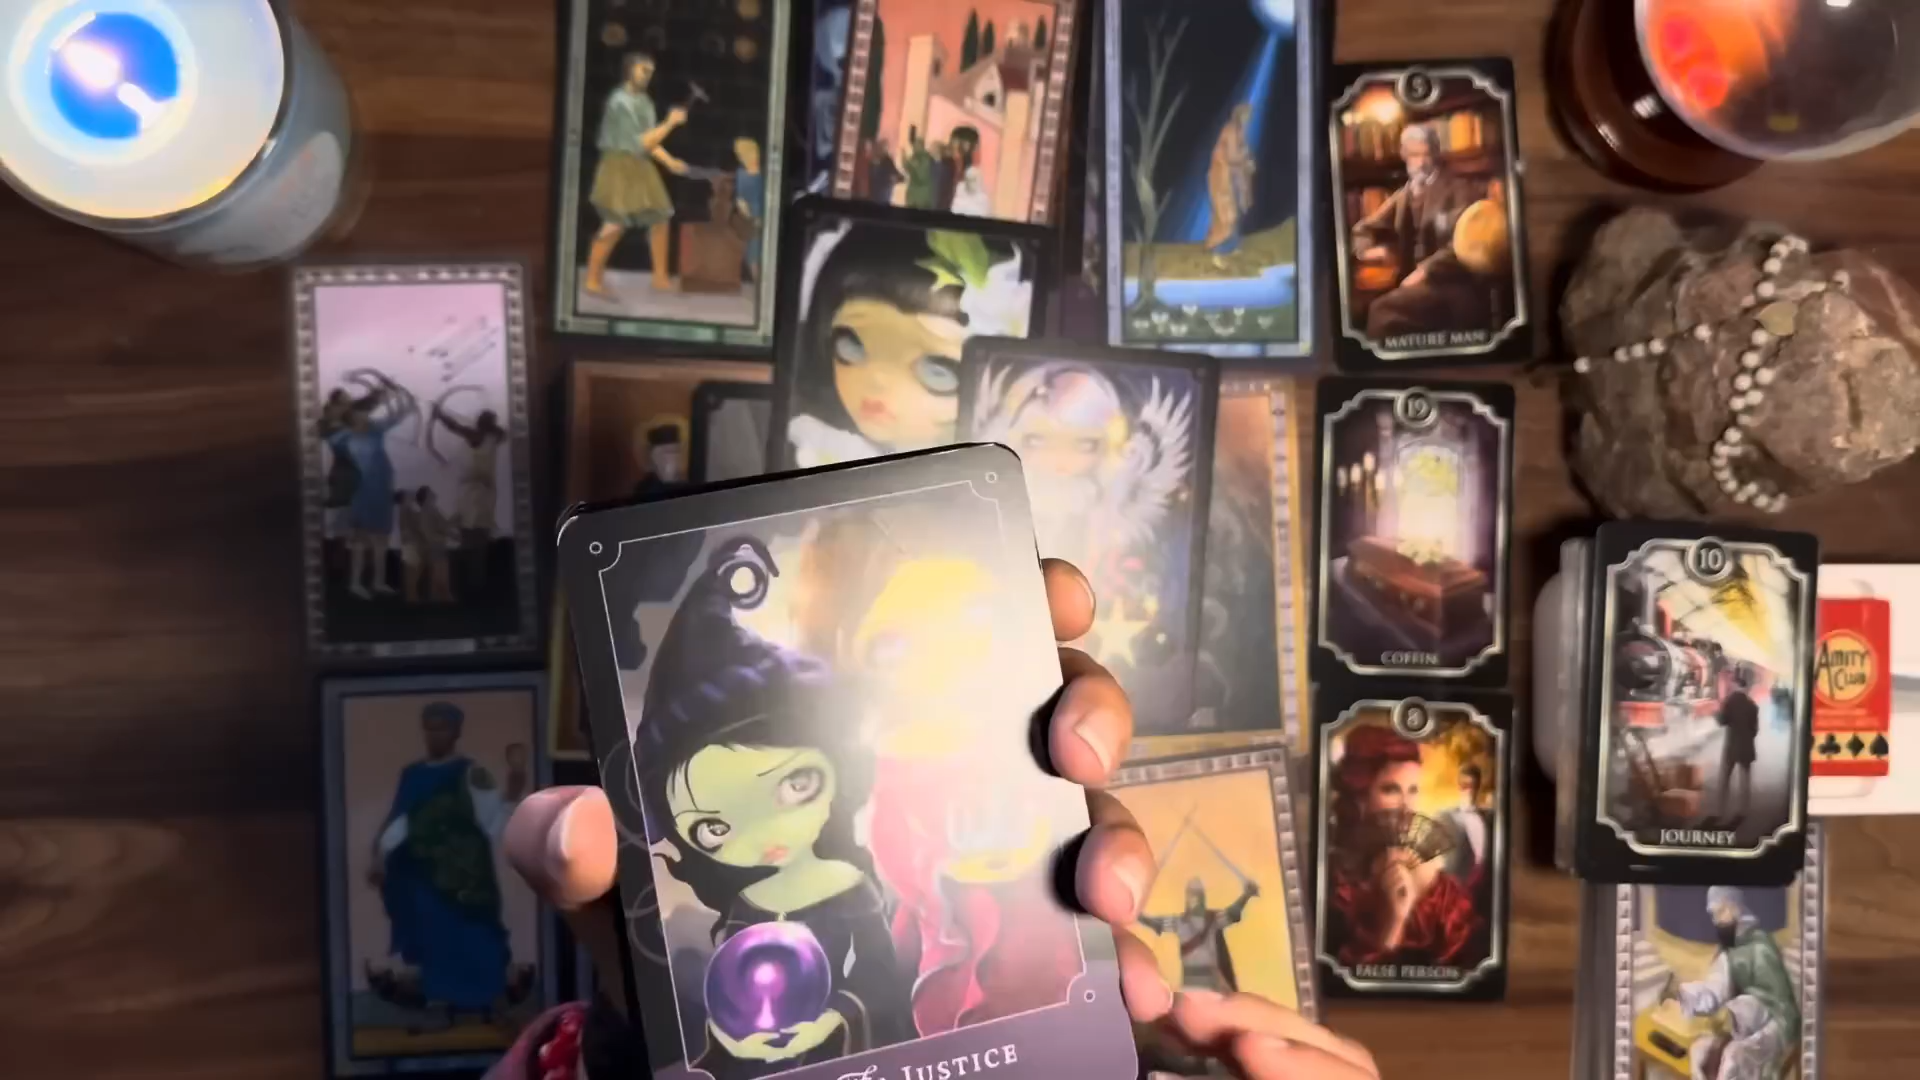 5
MATURE MAN
19
COFFIN
10
JOURNEY
AMITY
CLUB
8
FALSE PERSON
JUSTICE